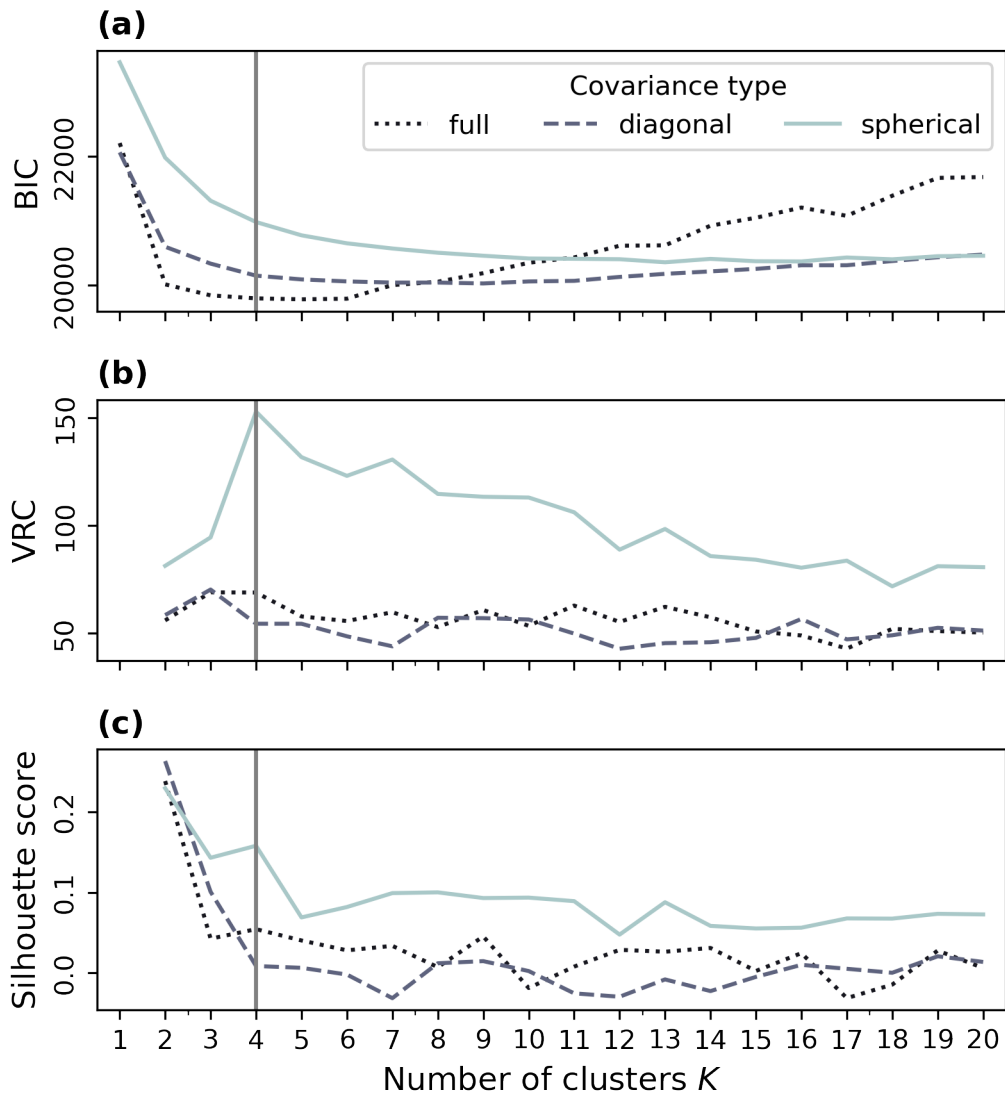 (a)
Covariance type
full diagonal spherical
BIC
22000
20000
(b)
VRC
150
100
50
(c)
Silhouette score
0.2
0.1
0.0
1 2 3 4 5 6 7 8 9 10 11 12 13 14 15 16 17 18 19 20
Number of clusters K